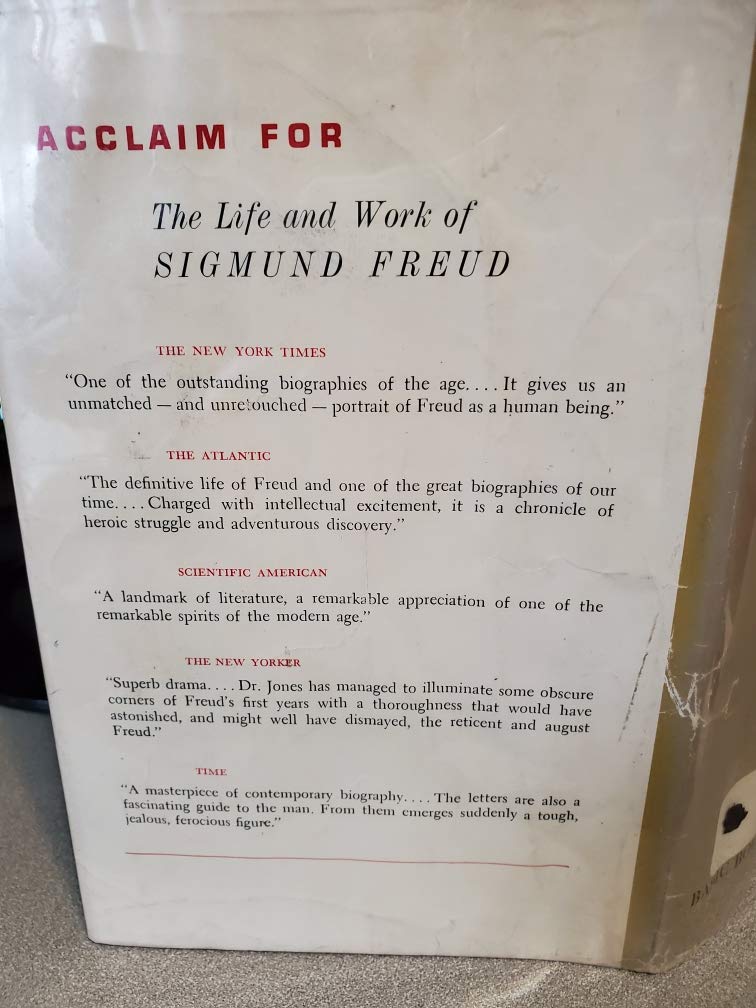 ACCLAIM FOR
The Life and Work of
SIGMUND FREUD
THE NEW YORK TIMES
“One of the outstanding biographies of the age.... It gives us an
unmatched — and unretouched — portrait of Freud as a human being.”
THE ATLANTIC
“The definitive life of Freud and one of the great biographies of our
time.... Charged with intellectual excitement, it is a chronicle of
heroic struggle and adventurous discovery.”
SCIENTIFIC AMERICAN
“A landmark of literature, a remarkable appreciation of one of the
remarkable spirits of the modern age.”
THE NEW YORKER
“Superb drama.... Dr. Jones has managed to illuminate some obscure
corners of Freud’s first years with a thoroughness that would have
astonished, and might well have dismayed, the reticent and august
Freud.”
TIME
“A masterpiece of contemporary biography.... The letters are also a
fascinating guide to the man. From them emerges suddenly a tough,
jealous, ferocious figure.”